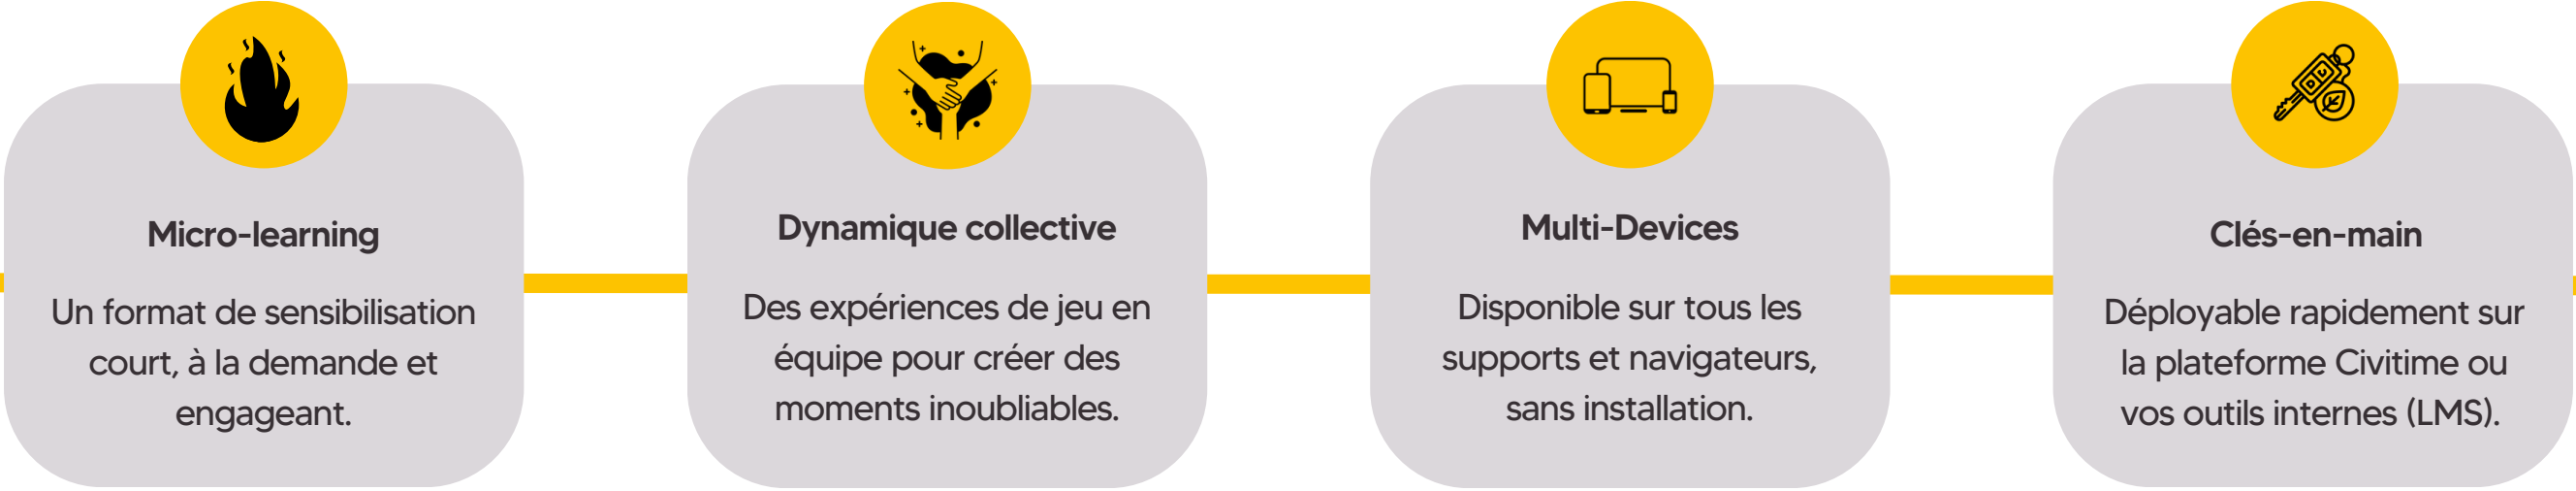 Micro-learning
Un format de sensibilisation
court, à la demande et
engageant.
Dynamique collective
Des expériences de jeu en
équipe pour créer des
moments inoubliables.
Multi-Devices
Disponible sur tous les
supports et navigateurs,
sans installation.
Clés-en-main
Déployable rapidement sur
la plateforme Civitime ou
vos outils internes (LMS).